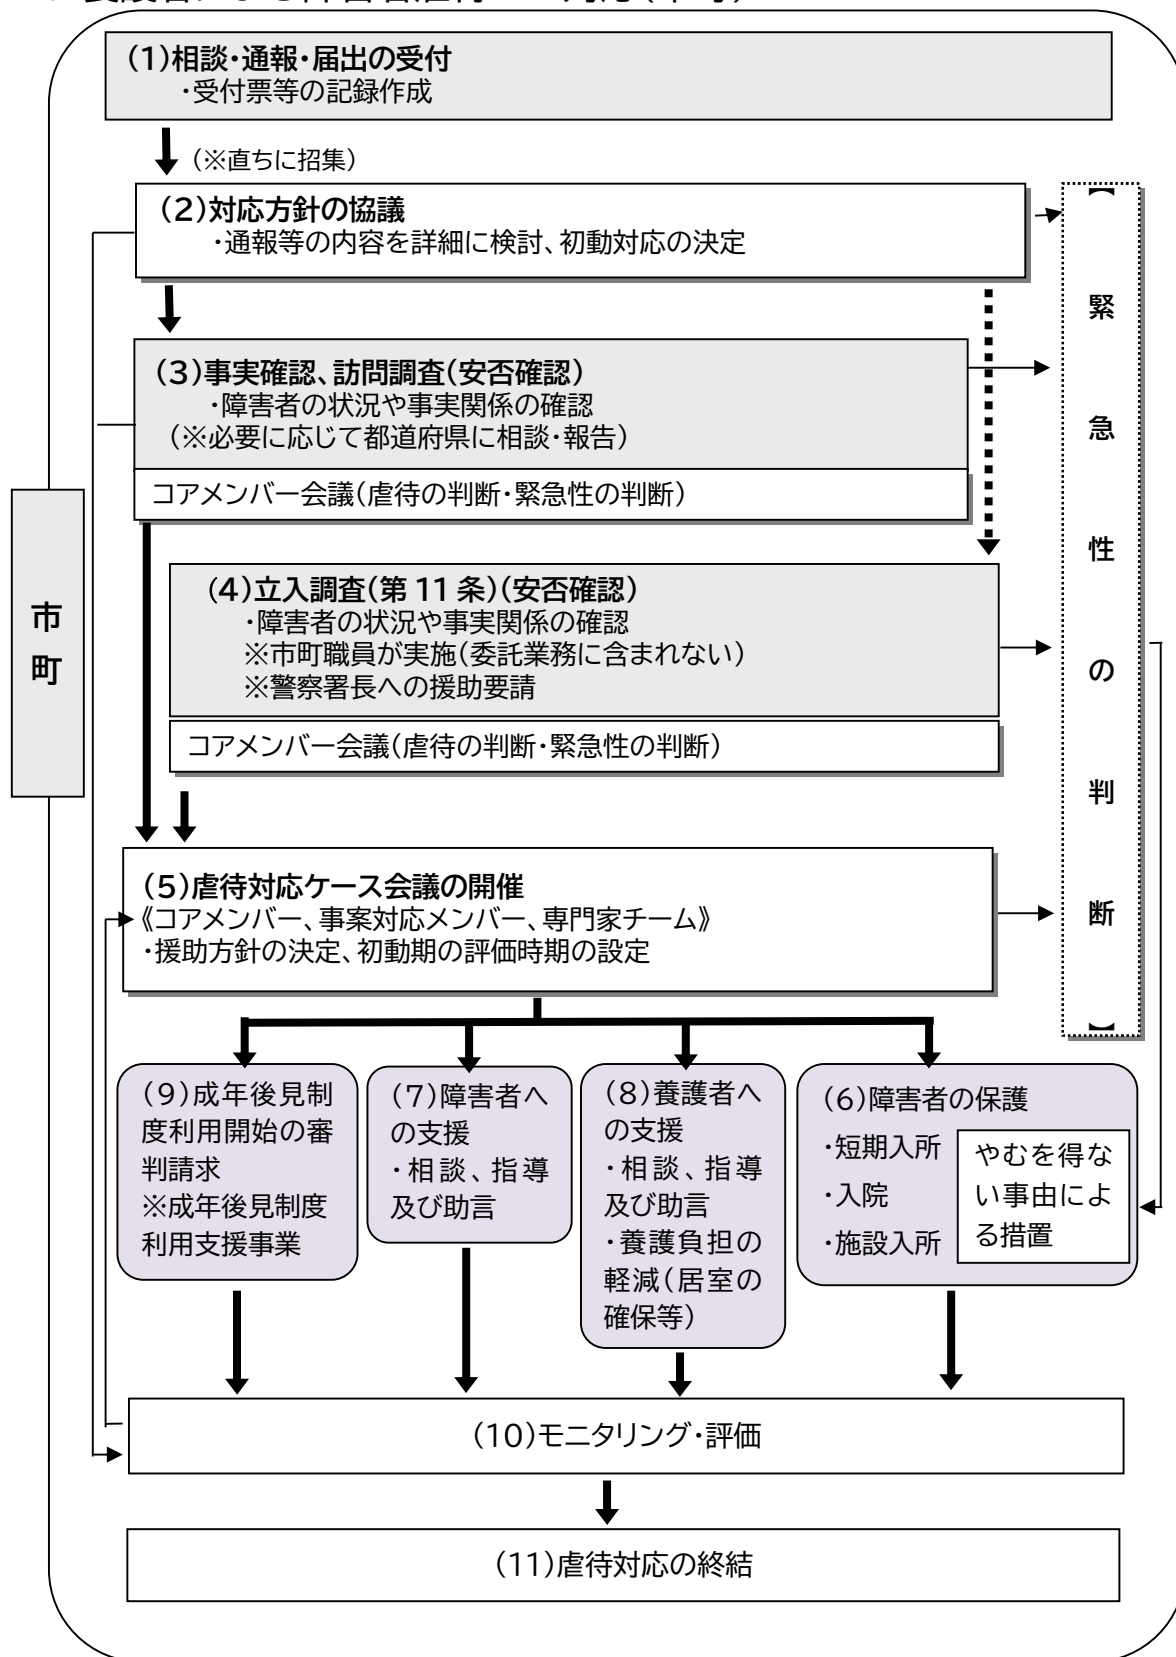 (1)相談・通報・届出の受付
・受付票等の記録作成
(※直ちに招集)
(2)対応方針の協議
・通報等の内容を詳細に検討、初動対応の決定
(3)事実確認、訪問調査(安否確認)
・障害者の状況や事実関係の確認
(※必要に応じて都道府県に相談・報告)
コアメンバー会議(虐待の判断・緊急性の判断)
(4)立入調査(第 11 条)(安否確認)
・障害者の状況や事実関係の確認
※市町職員が実施(委託業務に含まれない)
※警察署長への援助要請
コアメンバー会議(虐待の判断・緊急性の判断)
【緊急性の判断】
市町
(5)虐待対応ケース会議の開催
《コアメンバー、事案対応メンバー、専門家チーム》
・援助方針の決定、初動期の評価時期の設定
(9)成年後見制
度利用開始の審
判請求
※成年後見制度
利用支援事業
(7)障害者へ
の支援
・相談、指導
及び助言
(8)養護者へ
の支援
・相談、指導
及び助言
・養護負担の
軽減(居室の
確保等)
(6)障害者の保護
・短期入所
・入院
・施設入所
やむを得な
い事由によ
る措置
(10)モニタリング・評価
(11)虐待対応の終結